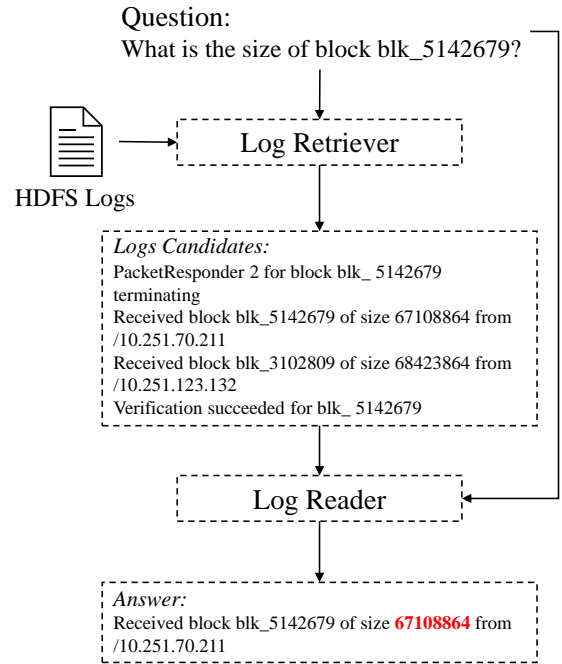 Question:
What is the size of block blk_5142679?
Log Retriever
HDFS Logs
Logs Candidates:
PacketResponder 2 for block blk_ 5142679
terminating
Received block blk_5142679 of size 67108864 from
/10.251.70.211
Received block blk_3102809 of size 68423864 from
/10.251.123.132
Verification succeeded for blk_ 5142679
Log Reader
Answer:
Received block blk_5142679 of size 67108864 from
/10.251.70.211